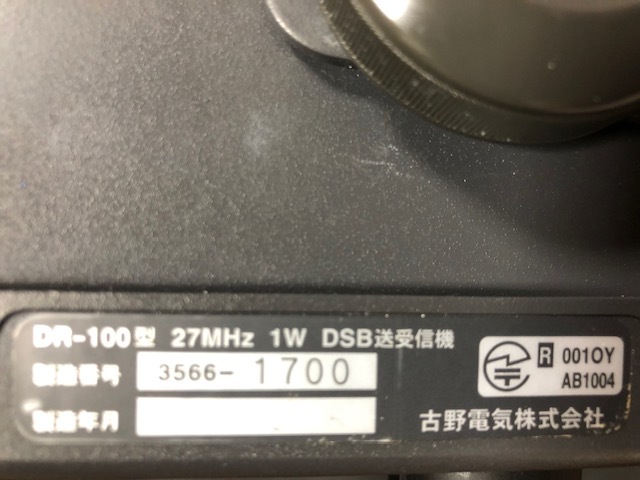 DR-100型 27MHz 1W DSB送受信機
製造番号 3566-1700
製造年月
R 001OY
AB1004
古野電気株式会社